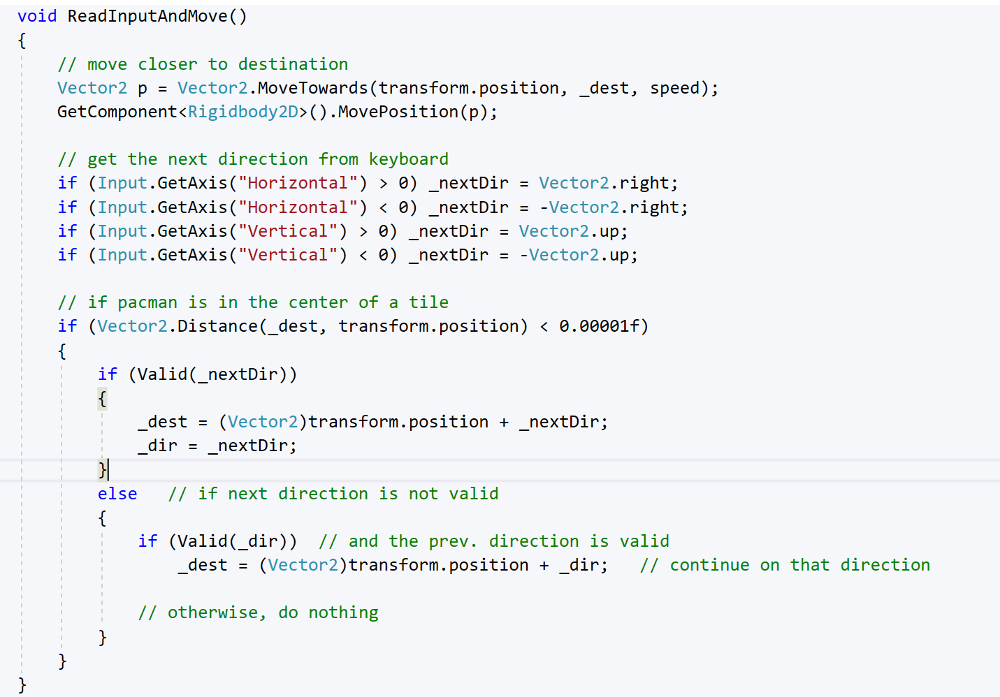 void ReadInputAndMove()
{
    // move closer to destination
    Vector2 p = Vector2.MoveTowards(transform.position, _dest, speed);
    GetComponent<Rigidbody2D>().MovePosition(p);

    // get the next direction from keyboard
    if (Input.GetAxis("Horizontal") > 0) _nextDir = Vector2.right;
    if (Input.GetAxis("Horizontal") < 0) _nextDir = -Vector2.right;
    if (Input.GetAxis("Vertical") > 0) _nextDir = Vector2.up;
    if (Input.GetAxis("Vertical") < 0) _nextDir = -Vector2.up;

    // if pacman is in the center of a tile
    if (Vector2.Distance(_dest, transform.position) < 0.00001f)
    {
        if (Valid(_nextDir))
        {
            _dest = (Vector2)transform.position + _nextDir;
            _dir = _nextDir;
        }
        else   // if next direction is not valid
        {
            if (Valid(_dir))  // and the prev. direction is valid
                _dest = (Vector2)transform.position + _dir;   // continue on that direction

            // otherwise, do nothing
        }
    }
}